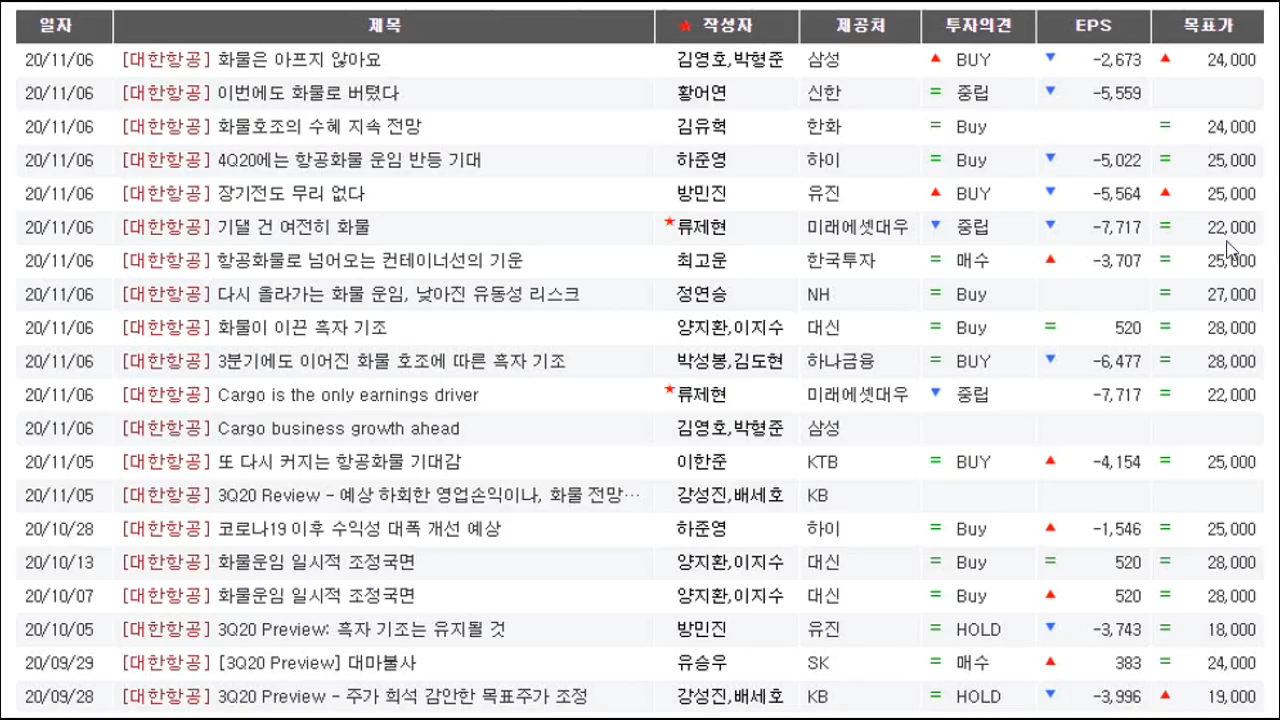 일자 제목 ★ 작성자 제공처 투자의견 EPS 목표가
20/11/06 [대한항공] 화물은 아프지 않아요 김영호,박형준 삼성 ▲ BUY ▼ -2,673 ▲ 24,000
20/11/06 [대한항공] 이번에도 화물로 버텼다 황어연 신한 = 중립 ▼ -5,559
20/11/06 [대한항공] 화물호조의 수혜 지속 전망 김유혁 한화 = Buy = 24,000
20/11/06 [대한항공] 4Q20에는 항공화물 운임 반등 기대 하준영 하이 = Buy ▼ -5,022 = 25,000
20/11/06 [대한항공] 장기전도 무리 없다 방민진 유진 ▲ BUY ▼ -5,564 ▲ 25,000
20/11/06 [대한항공] 기댈 건 여전히 화물 ★류제현 미래에셋대우 ▼ 중립 ▼ -7,717 = 22,000
20/11/06 [대한항공] 항공화물로 넘어오는 컨테이너선의 기운 최고운 한국투자 = 매수 ▲ -3,707 = 25,000
20/11/06 [대한항공] 다시 올라가는 화물 운임, 낮아진 유동성 리스크 정연승 NH = Buy = 27,000
20/11/06 [대한항공] 화물이 이끈 흑자 기조 양지환,이지수 대신 = Buy = 520 = 28,000
20/11/06 [대한항공] 3분기에도 이어진 화물 호조에 따른 흑자 기조 박성봉,김도현 하나금융 = BUY ▼ -6,477 = 28,000
20/11/06 [대한항공] Cargo is the only earnings driver ★류제현 미래에셋대우 ▼ 중립 -7,717 = 22,000
20/11/06 [대한항공] Cargo business growth ahead 김영호,박형준 삼성
20/11/05 [대한항공] 또 다시 커지는 항공화물 기대감 이한준 KTB = BUY ▲ -4,154 = 25,000
20/11/05 [대한항공] 3Q20 Review - 예상 하회한 영업손익이나, 화물 전망… 강성진,배세호 KB
20/10/28 [대한항공] 코로나19 이후 수익성 대폭 개선 예상 하준영 하이 = Buy ▲ -1,546 = 25,000
20/10/13 [대한항공] 화물운임 일시적 조정국면 양지환,이지수 대신 = Buy = 520 = 28,000
20/10/07 [대한항공] 화물운임 일시적 조정국면 양지환,이지수 대신 = Buy ▲ 520 = 28,000
20/10/05 [대한항공] 3Q20 Preview: 흑자 기조는 유지될 것 방민진 유진 = HOLD ▼ -3,743 = 18,000
20/09/29 [대한항공] [3Q20 Preview] 대마불사 유승우 SK = 매수 ▲ 383 = 24,000
20/09/28 [대한항공] 3Q20 Preview - 주가 희석 감안한 목표주가 조정 강성진,배세호 KB = HOLD ▼ -3,996 ▲ 19,000